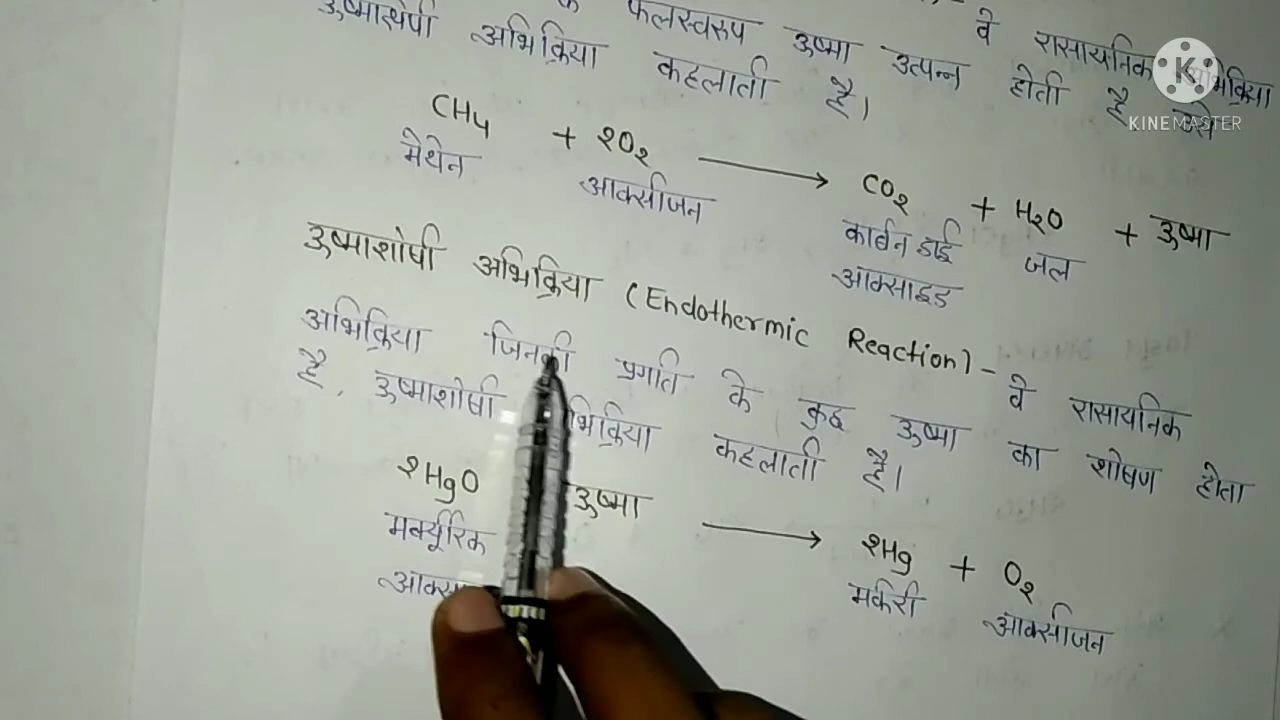 के फलस्वरूप ऊष्मा उत्पन्न होती है जैसे
वे रासायनिक अभिक्रिया
ऊष्माक्षेपी अभिक्रिया कहलाती है।
CH4 + 2O2 ⟶ CO2 + H2O + ऊष्मा
मेथेन आक्सीजन कार्बन डाई जल
आक्साइड
ऊष्माशोषी अभिक्रिया (Endothermic Reaction) - वे रासायनिक
अभिक्रिया जिनकी प्रगति के कुछ ऊष्मा का शोषण होता
है, ऊष्माशोषी भिक्रिया कहलाती है।
2HgO ऊष्मा ⟶ 2Hg + O2
मर्क्यूरिक मर्करी आक्सीजन
KINEMASTER